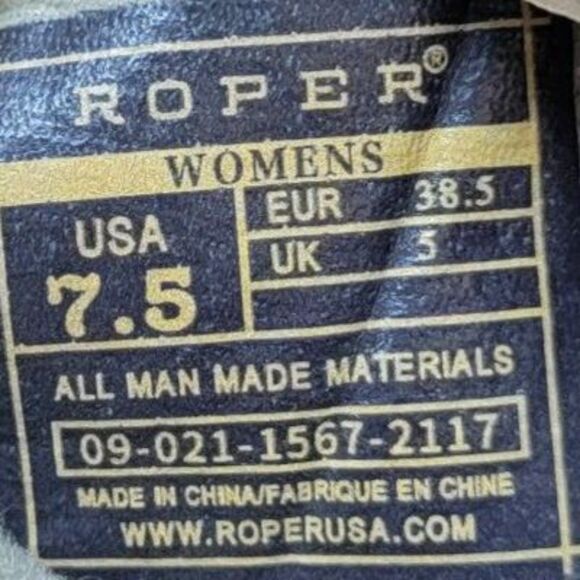 ROPER®
WOMENS
USA
7.5
EUR 38.5
UK 5
ALL MAN MADE MATERIALS
09-021-1567-2117
MADE IN CHINA/FABRIQUE EN CHINE
WWW.ROPERUSA.COM